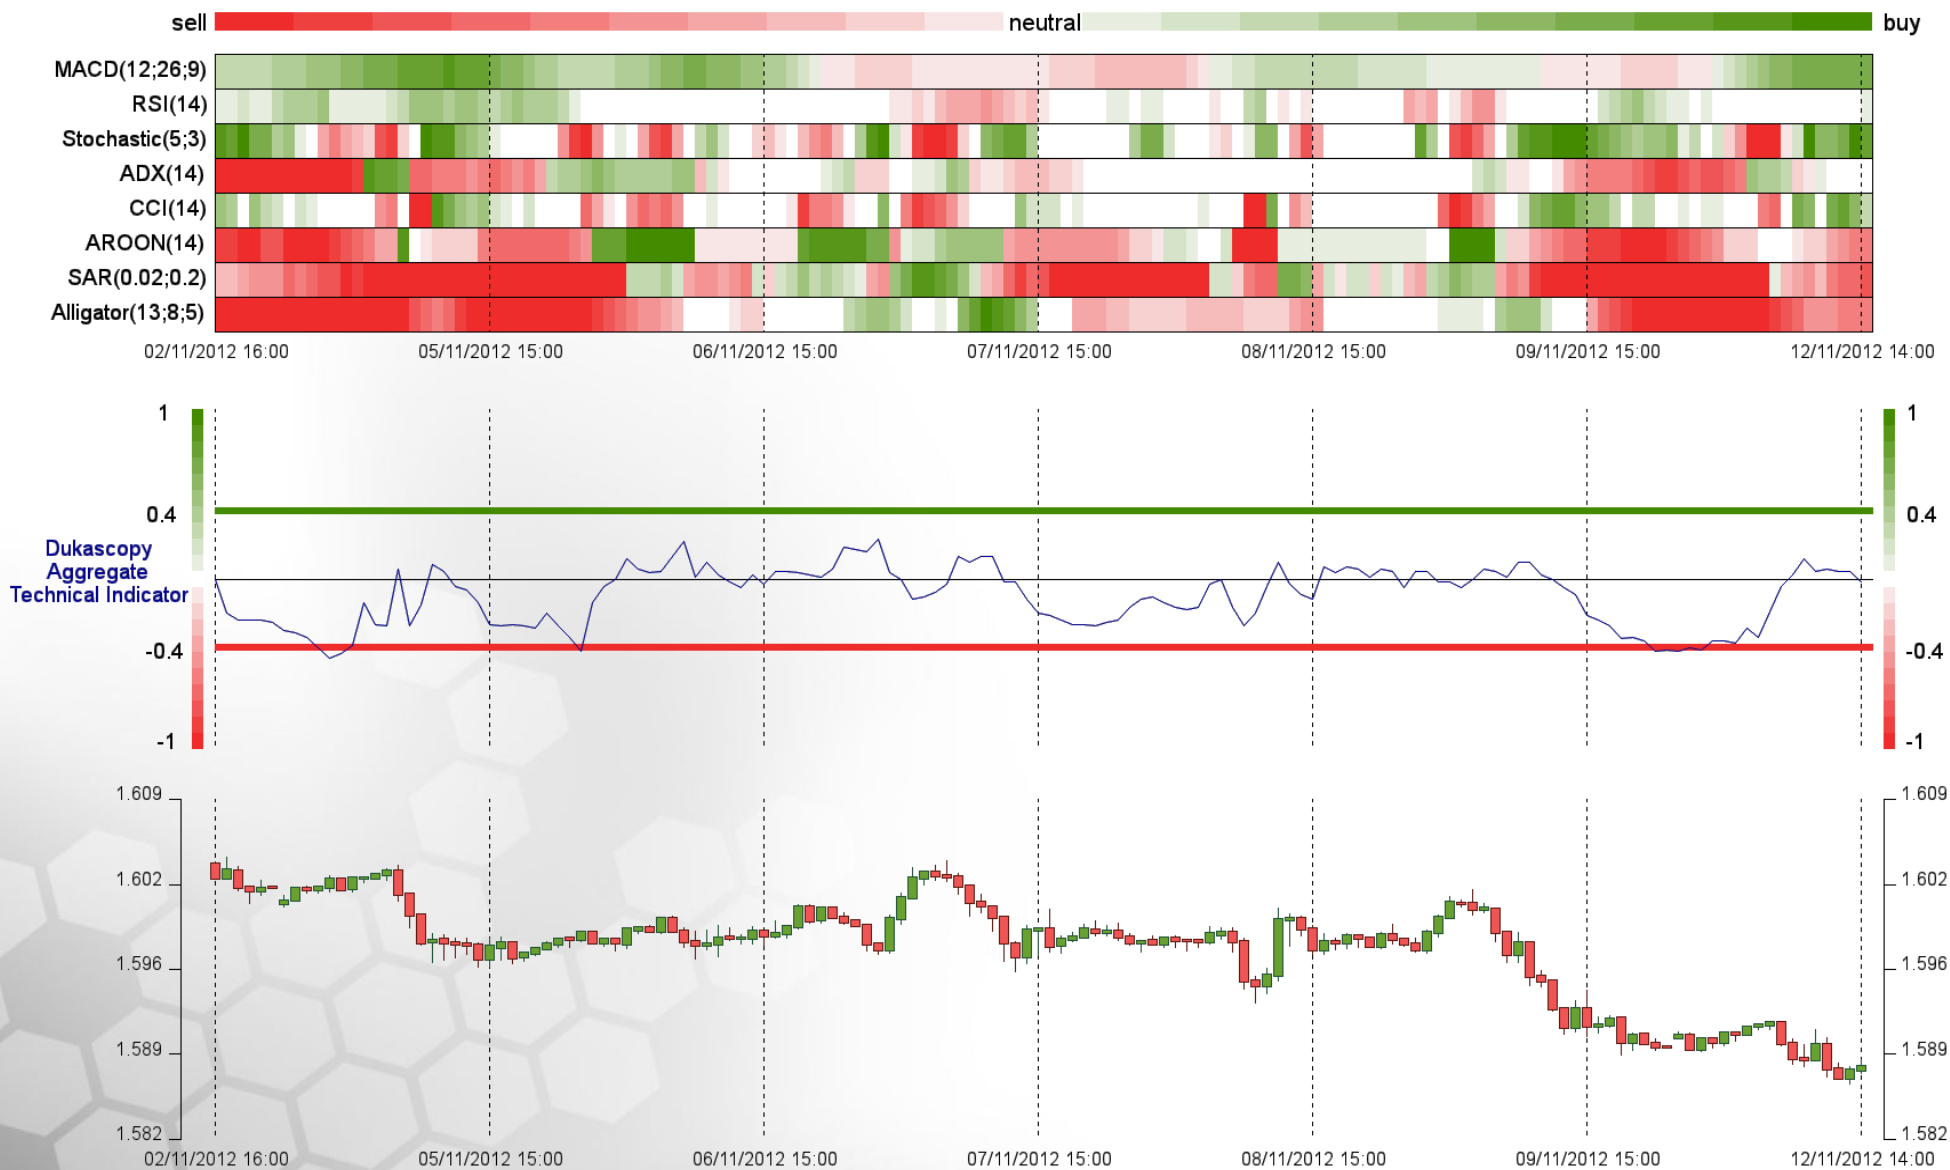 sell neutral buy
MACD(12;26;9)
RSI(14)
Stochastic(5;3)
ADX(14)
CCI(14)
AROON(14)
SAR(0.02;0.2)
Alligator(13;8;5)
02/11/2012 16:00 05/11/2012 15:00 06/11/2012 15:00 07/11/2012 15:00 08/11/2012 15:00 09/11/2012 15:00 12/11/2012 14:00
1 1
0.4 0.4
Dukascopy
Aggregate
Technical Indicator
-0.4 -0.4
-1 -1
1.609 1.609
1.602 1.602
1.596 1.596
1.589 1.589
1.582 1.582
02/11/2012 16:00 05/11/2012 15:00 06/11/2012 15:00 07/11/2012 15:00 08/11/2012 15:00 09/11/2012 15:00 12/11/2012 14:00